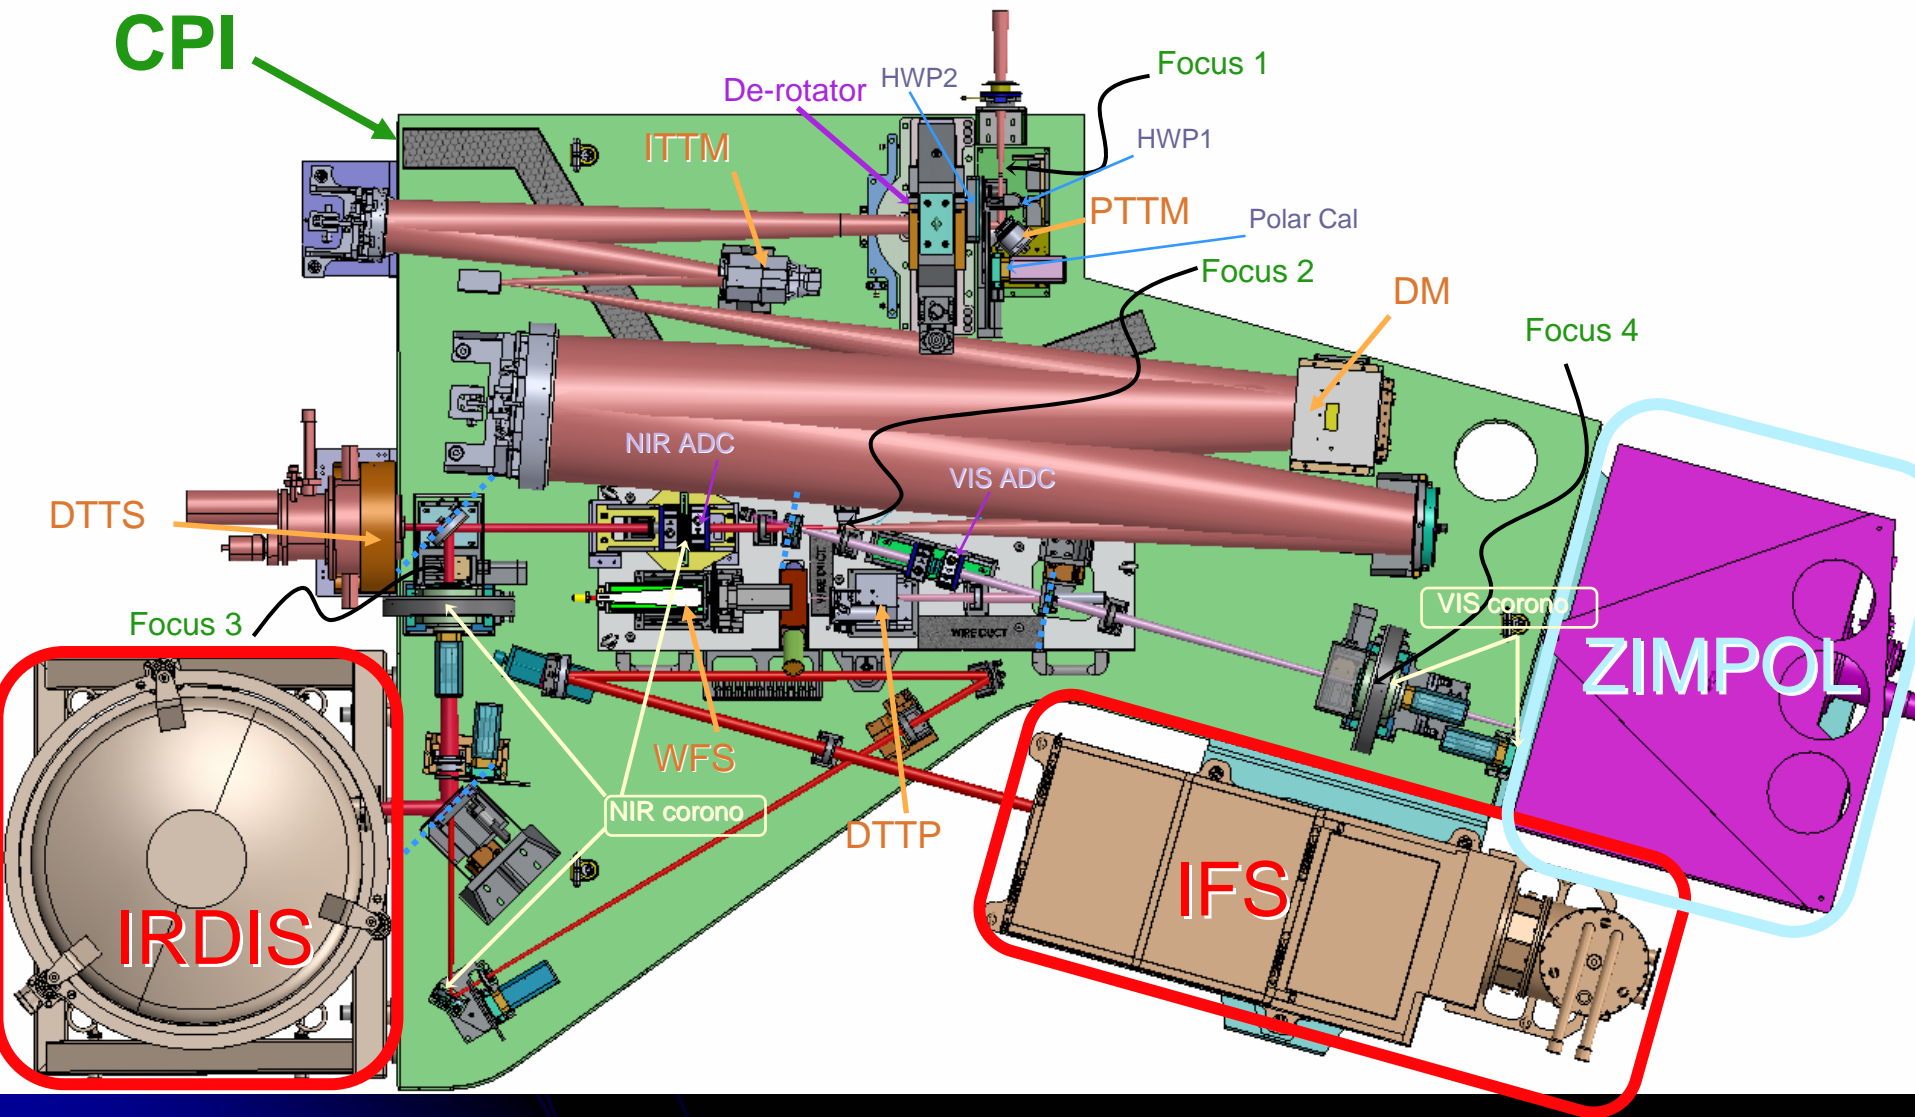 CPI
Focus 1
De-rotator
HWP2
HWP1
ITTM
PTTM
Polar Cal
Focus 2
DM
Focus 4
NIR ADC
VIS ADC
DTTS
WIRE DUCT
VIS corono
Focus 3
WIRE DUCT
ZIMPOL
WFS
NIR corono
DTTP
IFS
IRDIS